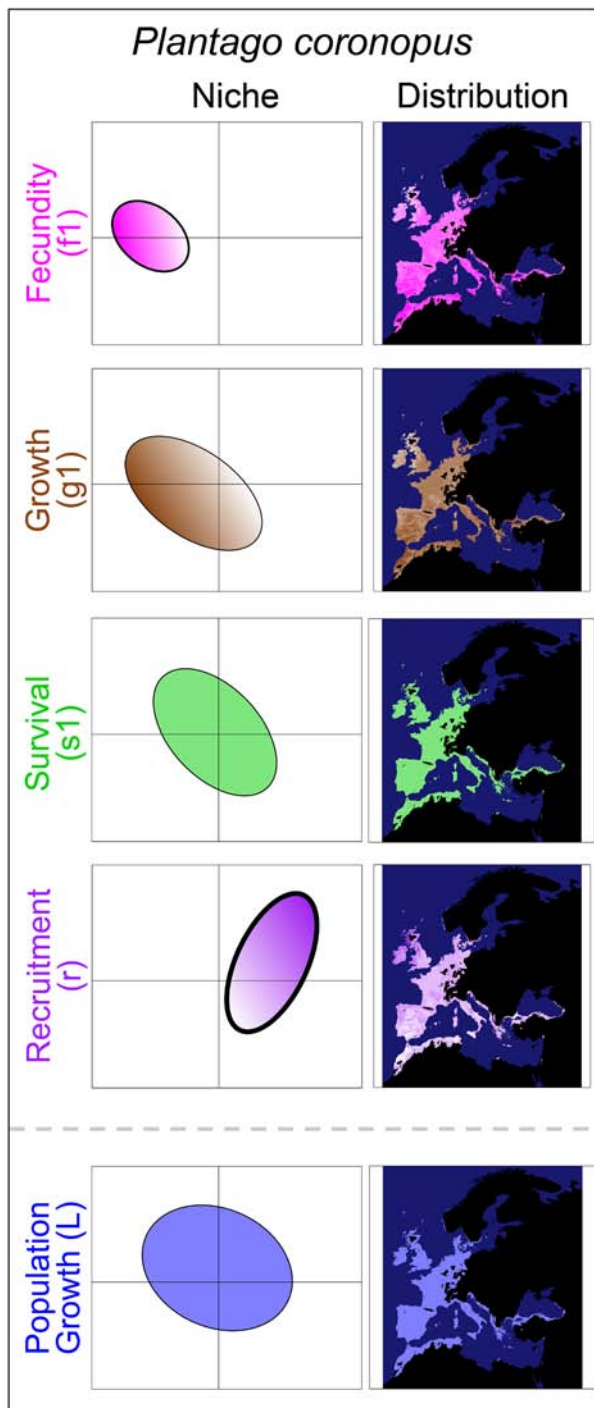 Plantago coronopus
Niche Distribution
Fecundity
(f1)
Growth
(g1)
Survival
(s1)
Recruitment
(r)
Population
Growth (L)